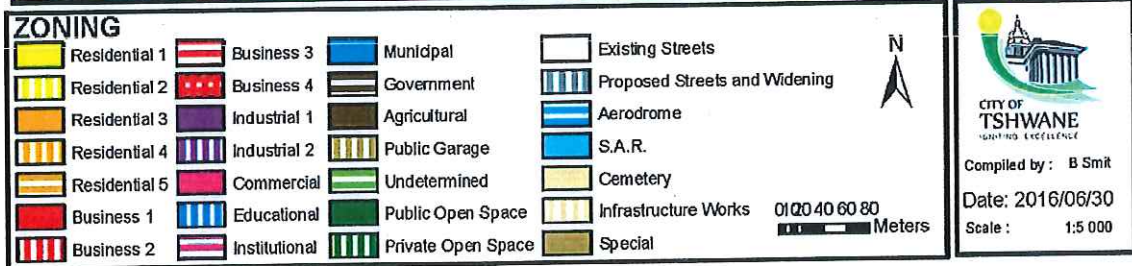 ZONING
Residential 1
Residential 2
Residential 3
Residential 4
Residential 5
Business 1
Business 2
Business 3
Business 4
Industrial 1
Industrial 2
Commercial
Educational
Institutional
Municipal
Government
Agricultural
Public Garage
Undetermined
Public Open Space
Private Open Space
Existing Streets
Proposed Streets and Widening
Aerodrome
S.A.R.
Cemetery
Infrastructure Works
Special
N
01020 40 60 80
Meters
CITY OF
TSHWANE
IGNITING EXCELLENCE
Compiled by : B Smit
Date: 2016/06/30
Scale : 1:5 000